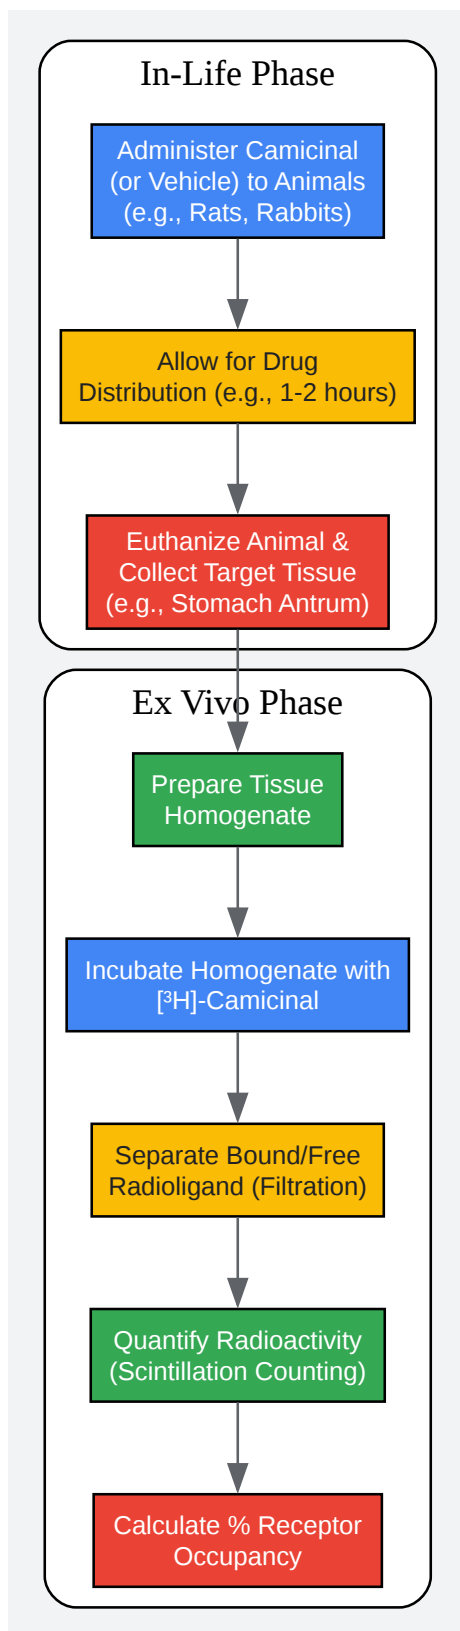 In-Life Phase
Administer Camicinal
(or Vehicle) to Animals
(e.g., Rats, Rabbits)
Allow for Drug
Distribution (e.g., 1-2 hours)
Euthanize Animal &
Collect Target Tissue
(e.g., Stomach Antrum)
Ex Vivo Phase
Prepare Tissue
Homogenate
Incubate Homogenate with
[³H]-Camicinal
Separate Bound/Free
Radioligand (Filtration)
Quantify Radioactivity
(Scintillation Counting)
Calculate % Receptor
Occupancy